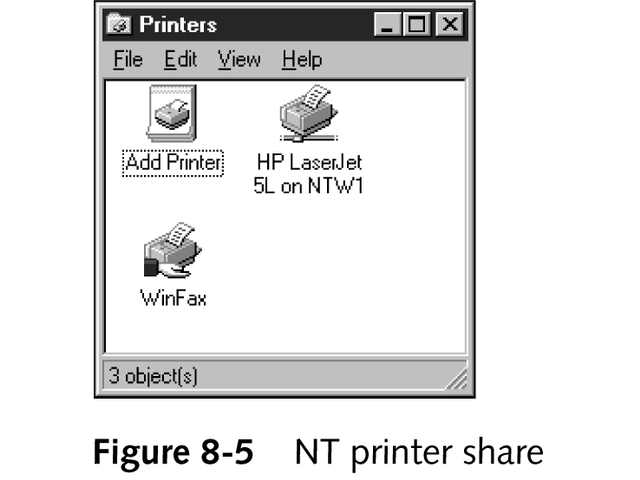 Printers
File Edit View Help
Add Printer
HP LaserJet
5L on NTW1
WinFax
3 object(s)
Figure 8-5 NT printer share